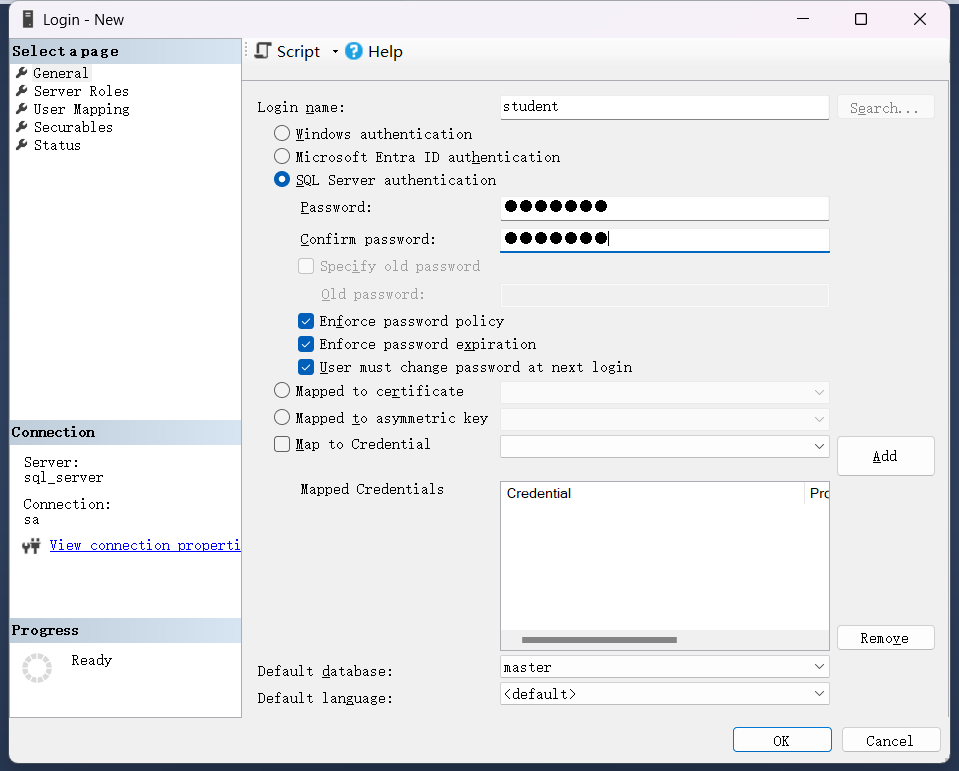 Login - New
Select a page
General
Server Roles
User Mapping
Securables
Status
Script
Help
Login name:
student
Search...
Windows authentication
Microsoft Entra ID authentication
SQL Server authentication
Password:
●●●●●●●
Confirm password:
●●●●●●●
Specify old password
Old password:
Enforce password policy
Enforce password expiration
User must change password at next login
Mapped to certificate
Mapped to asymmetric key
Map to Credential
Add
Mapped Credentials
Credential
Pro
Remove
Default database:
master
Default language:
<default>
Connection
Server:
sql_server
Connection:
sa
View connection properti
Progress
Ready
OK
Cancel